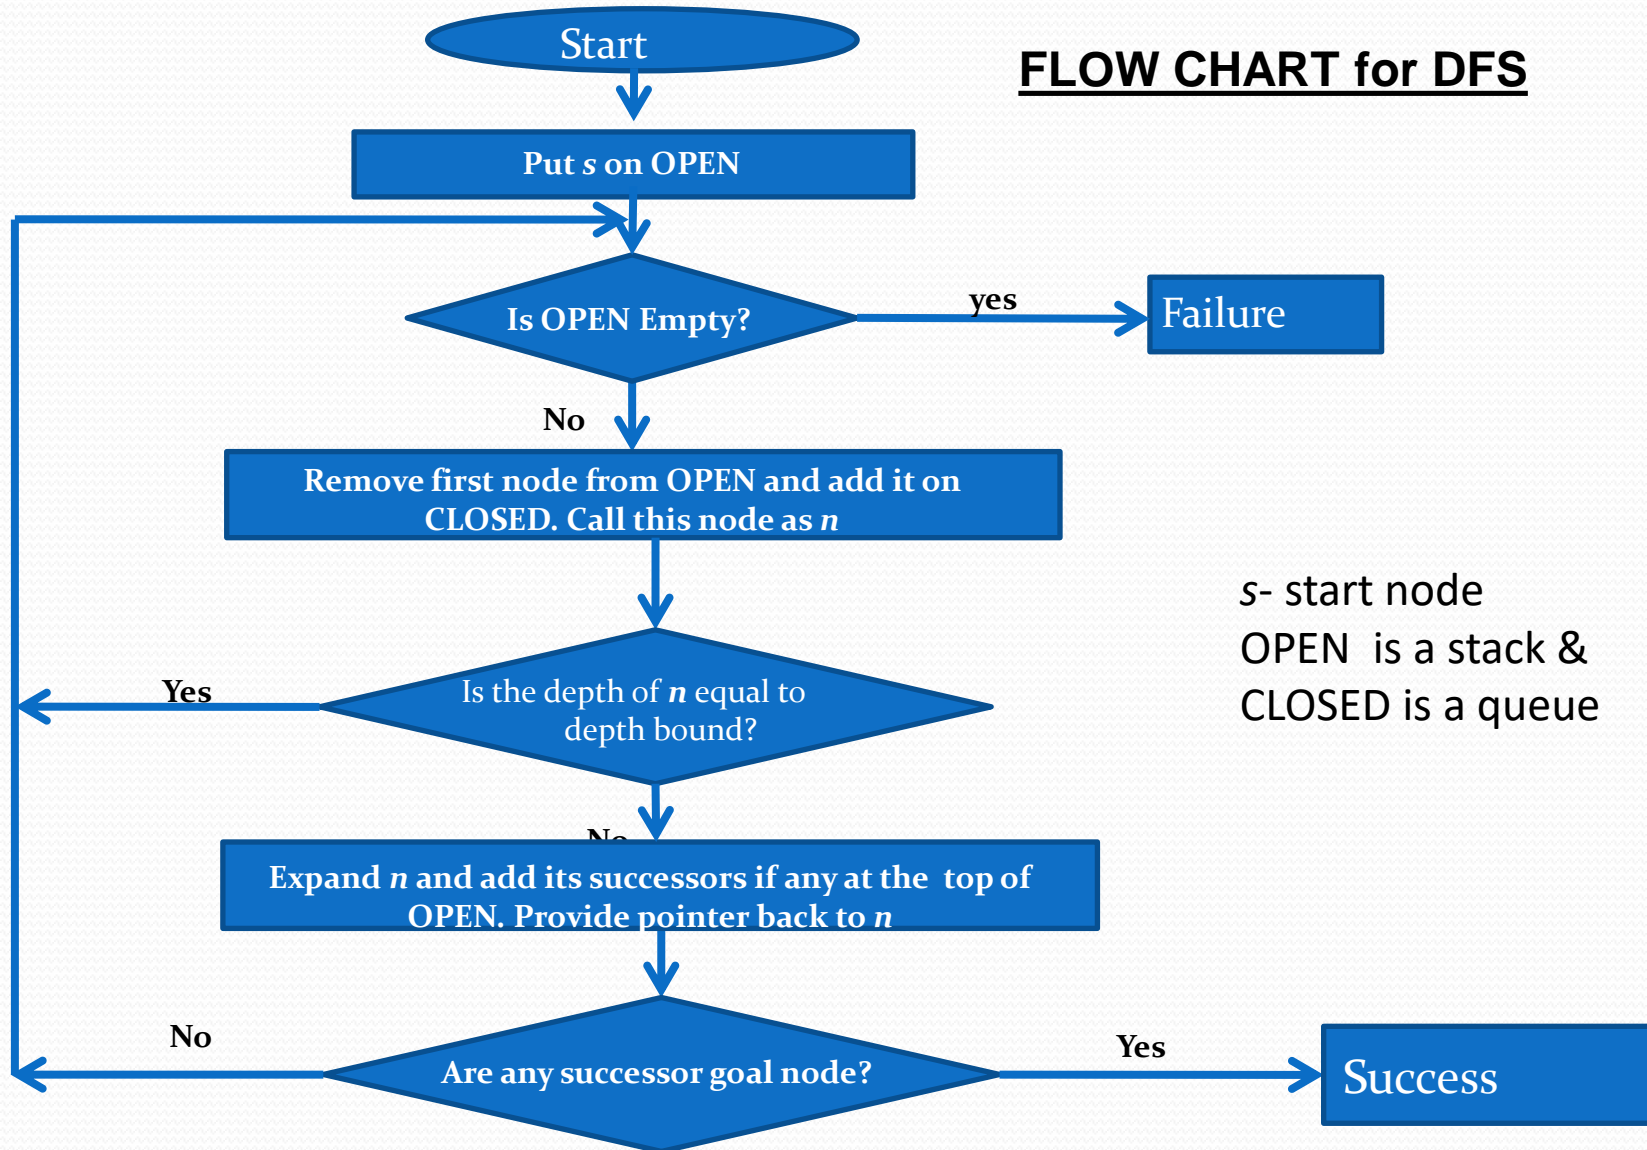 Start
FLOW CHART for DFS
Put s on OPEN
Is OPEN Empty?
yes
Failure
No
Remove first node from OPEN and add it on
CLOSED. Call this node as n
s- start node
OPEN is a stack &
CLOSED is a queue
Yes
Is the depth of n equal to
depth bound?
No
Expand n and add its successors if any at the top of
OPEN. Provide pointer back to n
No
Are any successor goal node?
Yes
Success